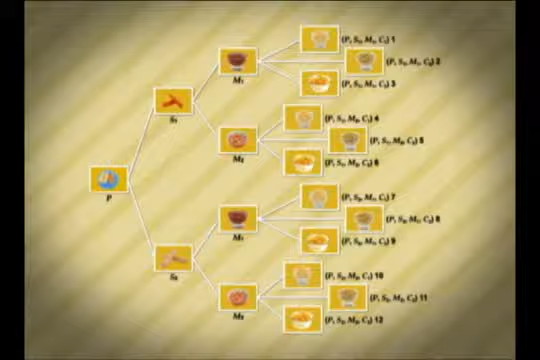 (P, S₁, M₁, C₁) 1
(P, S₁, M₁, C₂) 2
M₁
(P, S₁, M₁, C₃) 3
S₁
(P, S₁, M₂, C₁) 4
(P, S₁, M₂, C₂) 5
M₂
(P, S₁, M₂, C₃) 6
P
(P, S₂, M₁, C₁) 7
(P, S₂, M₁, C₂) 8
M₁
(P, S₂, M₁, C₃) 9
S₂
(P, S₂, M₂, C₁) 10
(P, S₂, M₂, C₂) 11
M₂
(P, S₂, M₂, C₃) 12